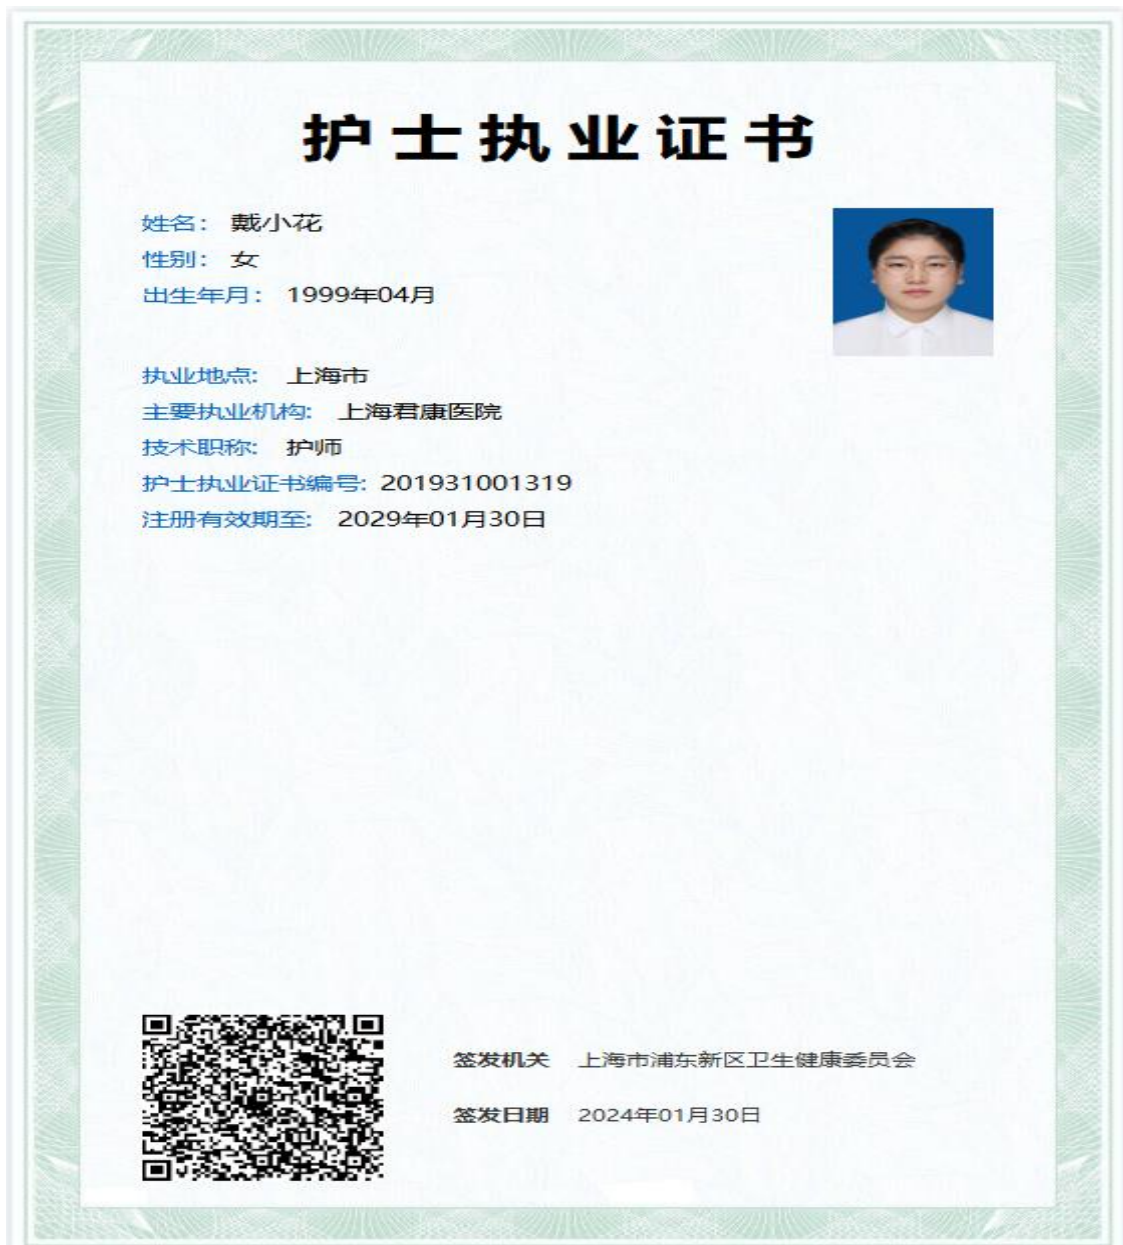 护士执业证书
姓名： 戴小花
性别： 女
出生年月： 1999年04月
执业地点: 上海市
主要执业机构: 上海君康医院
技术职称: 护师
护士执业证书编号: 201931001319
注册有效期至: 2029年01月30日
签发机关 上海市浦东新区卫生健康委员会
签发日期 2024年01月30日